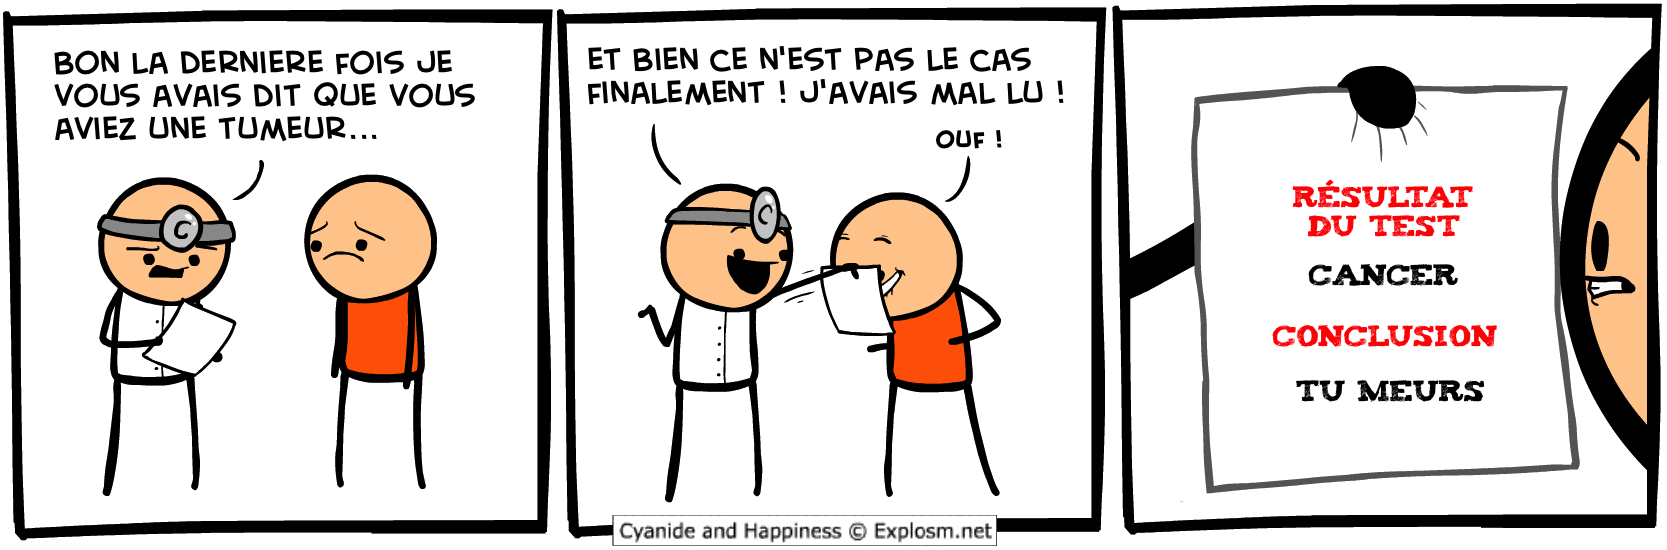 BON LA DERNIERE FOIS JE
VOUS AVAIS DIT QUE VOUS
AVIEZ UNE TUMEUR...
ET BIEN CE N'EST PAS LE CAS
FINALEMENT ! J'AVAIS MAL LU !
OUF !
RÉSULTAT
DU TEST
CANCER
CONCLUSION
TU MEURS
Cyanide and Happiness © Explosm.net